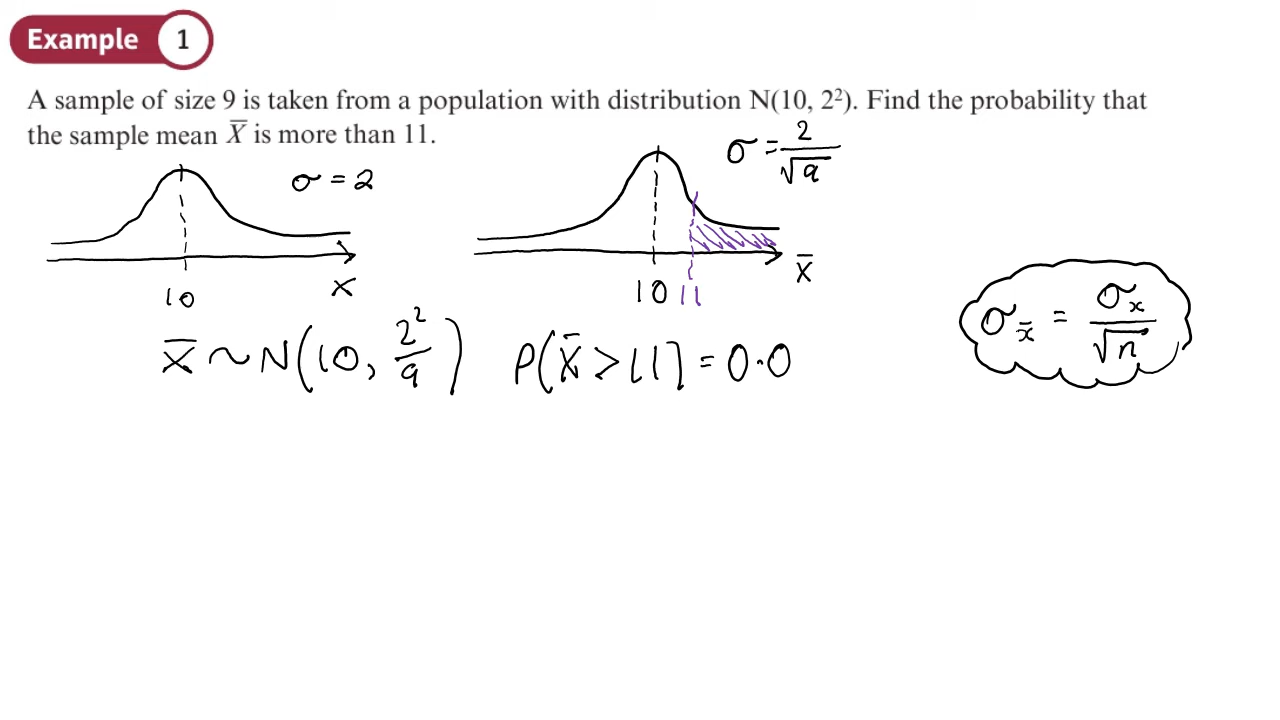 Example 1
A sample of size 9 is taken from a population with distribution N(10, 2²). Find the probability that
the sample mean X̄ is more than 11.
σ = 2
σ = 2/√9
10
x
10 11
x̄
X̄ ~ N(10, 2²/9)
P(X̄ > 11) = 0·0
σx̄ = σx/√n